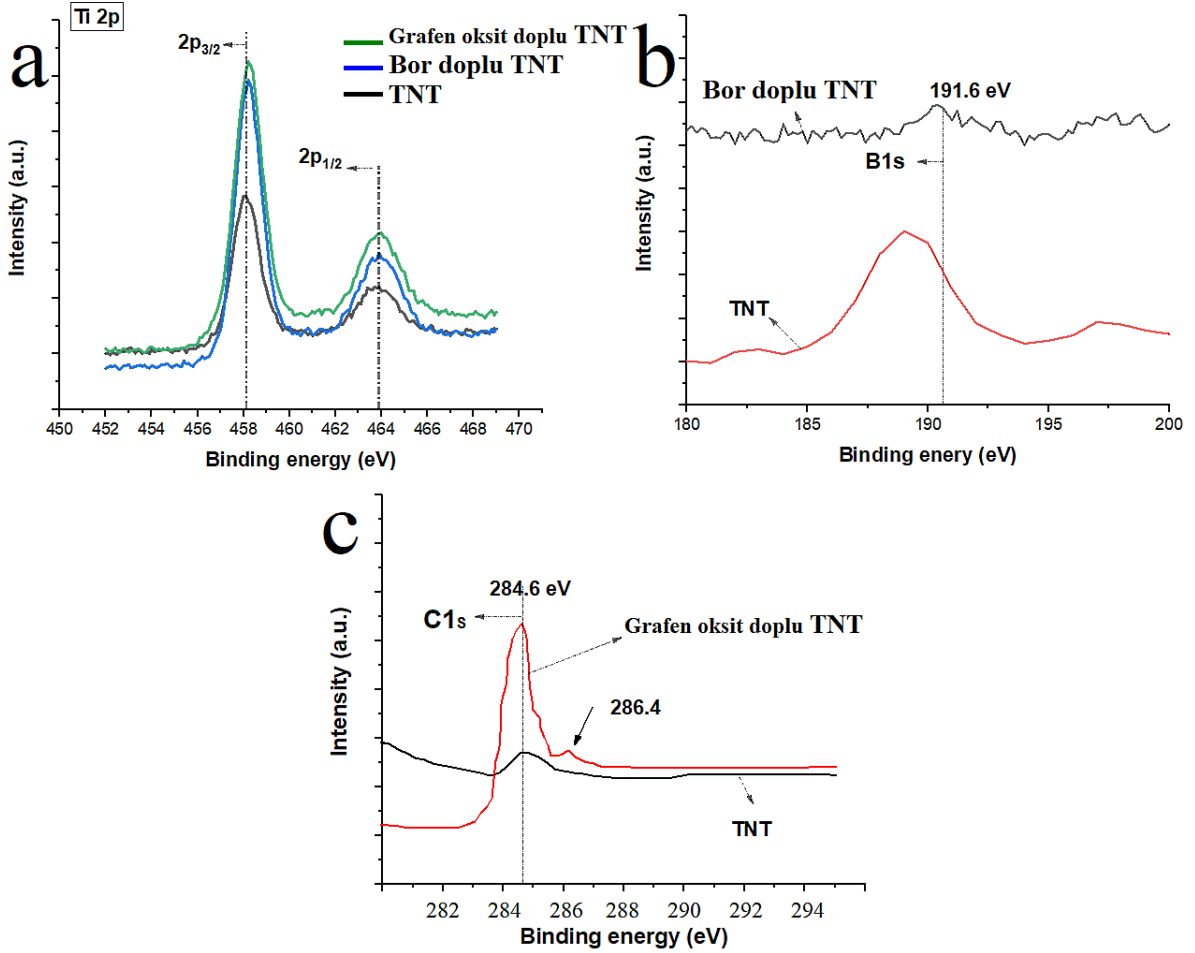 a
Ti 2p
2p3/2
2p1/2
Grafen oksit doplu TNT
Bor doplu TNT
TNT
Intensity (a.u.)
450 452 454 456 458 460 462 464 466 468 470
Binding energy (eV)
b
Bor doplu TNT
191.6 eV
B1s
TNT
Intensity (a.u.)
180 185 190 195 200
Binding enery (eV)
c
284.6 eV
C1s
Grafen oksit doplu TNT
286.4
TNT
Intensity (a.u.)
282 284 286 288 290 292 294
Binding energy (eV)